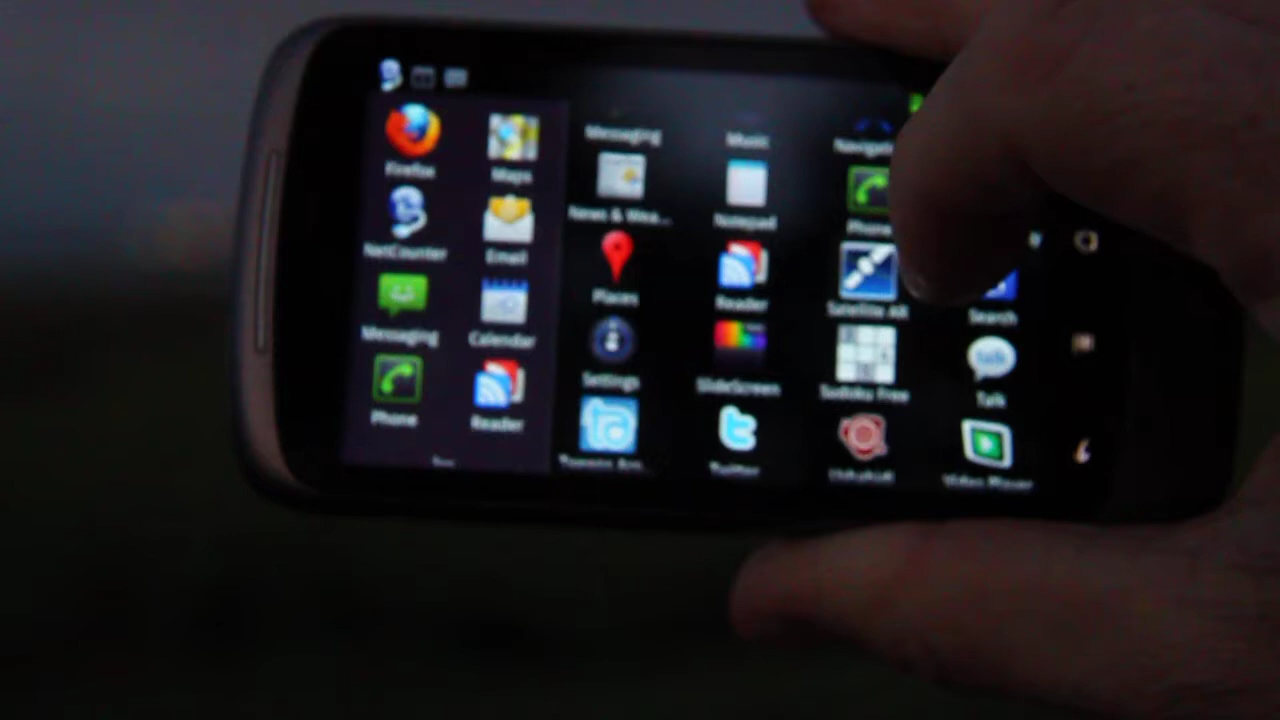 Messaging Music Navigati
Firefox Maps
News & Wea... Notepad Phone
NetCounter Email
Places Reader Satellite AR Search
Messaging Calendar
Settings SlideScreen Sudoku Free Talk
Phone Reader
Twitter Video Player